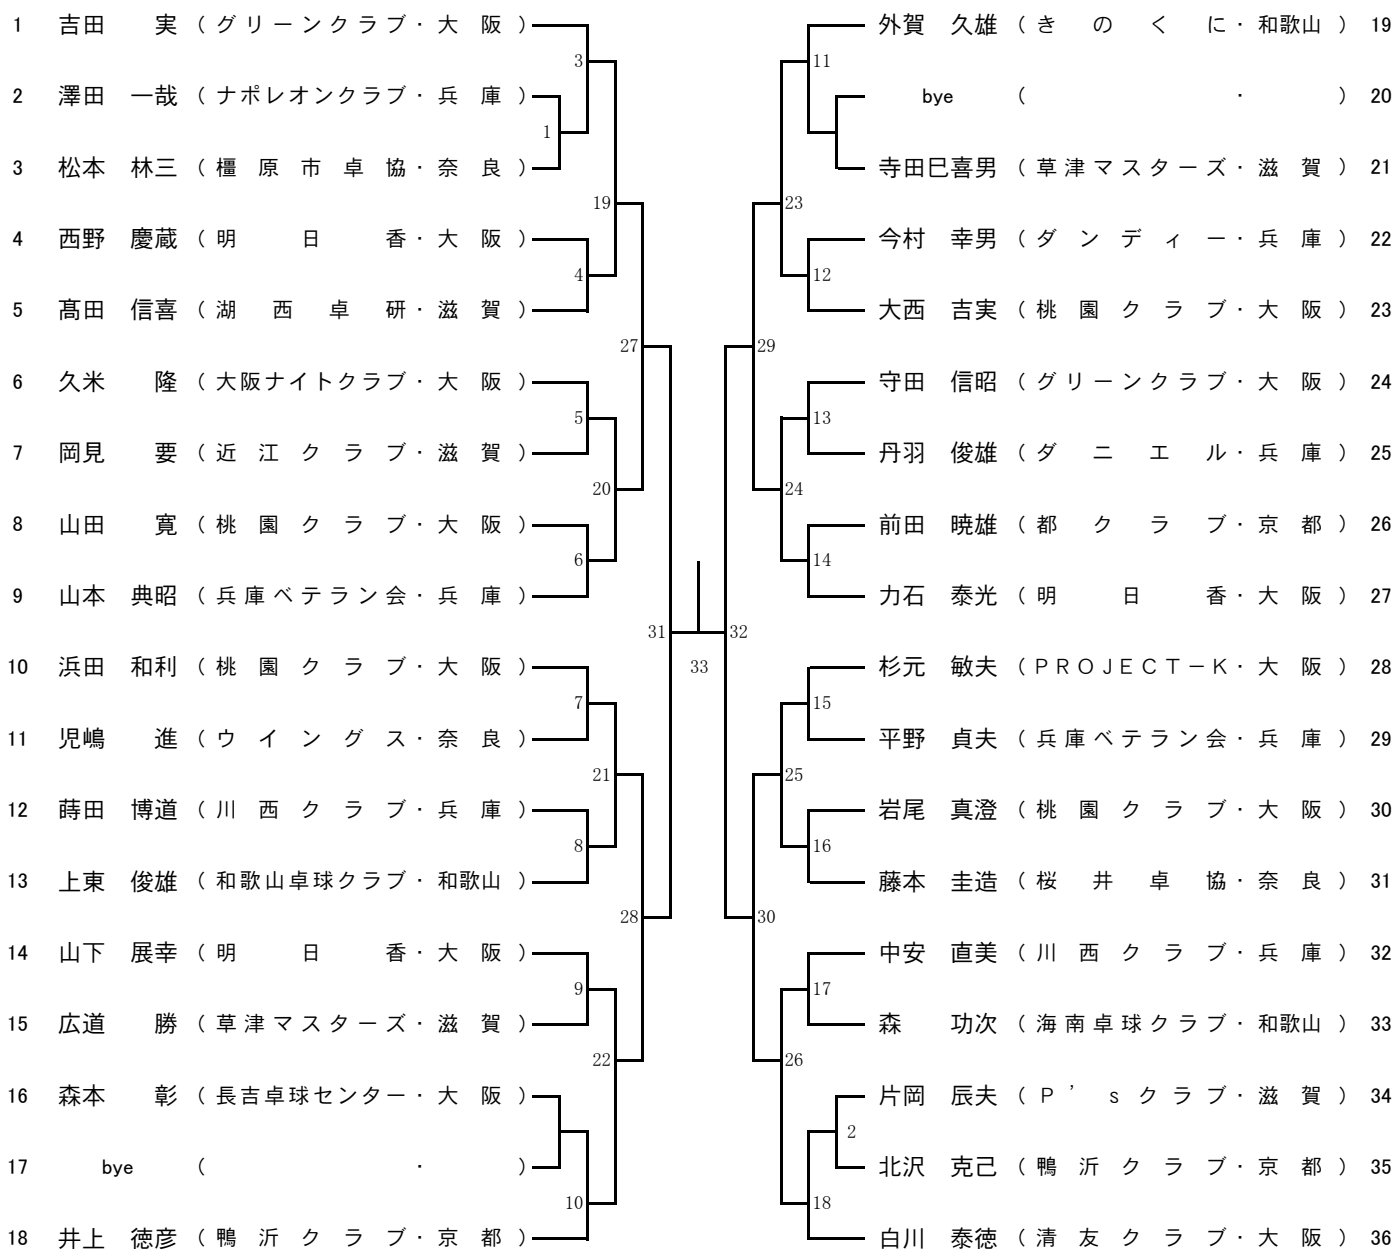 1 吉田 実 (グリーンクラブ・大阪)
3
2 澤田 一哉 (ナポレオンクラブ・兵庫)
1
3 松本 林三 (橿原市卓協・奈良)
19
4 西野 慶蔵 (明日香・大阪)
4
5 髙田 信喜 (湖西卓研・滋賀)
27
6 久米 隆 (大阪ナイトクラブ・大阪)
5
7 岡見 要 (近江クラブ・滋賀)
20
8 山田 寛 (桃園クラブ・大阪)
6
9 山本 典昭 (兵庫ベテラン会・兵庫)
31
10 浜田 和利 (桃園クラブ・大阪)
7
11 児嶋 進 (ウイングス・奈良)
21
12 蒔田 博道 (川西クラブ・兵庫)
8
13 上東 俊雄 (和歌山卓球クラブ・和歌山)
28
14 山下 展幸 (明日香・大阪)
9
15 広道 勝 (草津マスターズ・滋賀)
22
16 森本 彰 (長吉卓球センター・大阪)
17 bye ( ・ )
10
18 井上 徳彦 (鴨沂クラブ・京都)
33
外賀 久雄 (きのくに・和歌山) 19
11
bye ( ・ ) 20
寺田巳喜男 (草津マスターズ・滋賀) 21
23
今村 幸男 (ダンディー・兵庫) 22
12
大西 吉実 (桃園クラブ・大阪) 23
29
守田 信昭 (グリーンクラブ・大阪) 24
13
丹羽 俊雄 (ダニエル・兵庫) 25
24
前田 暁雄 (都クラブ・京都) 26
14
力石 泰光 (明日香・大阪) 27
32
杉元 敏夫 (PROJECT-K・大阪) 28
15
平野 貞夫 (兵庫ベテラン会・兵庫) 29
25
岩尾 真澄 (桃園クラブ・大阪) 30
16
藤本 圭造 (桜井卓協・奈良) 31
30
中安 直美 (川西クラブ・兵庫) 32
17
森 功次 (海南卓球クラブ・和歌山) 33
26
片岡 辰夫 (P'sクラブ・滋賀) 34
2
北沢 克己 (鴨沂クラブ・京都) 35
18
白川 泰徳 (清友クラブ・大阪) 36